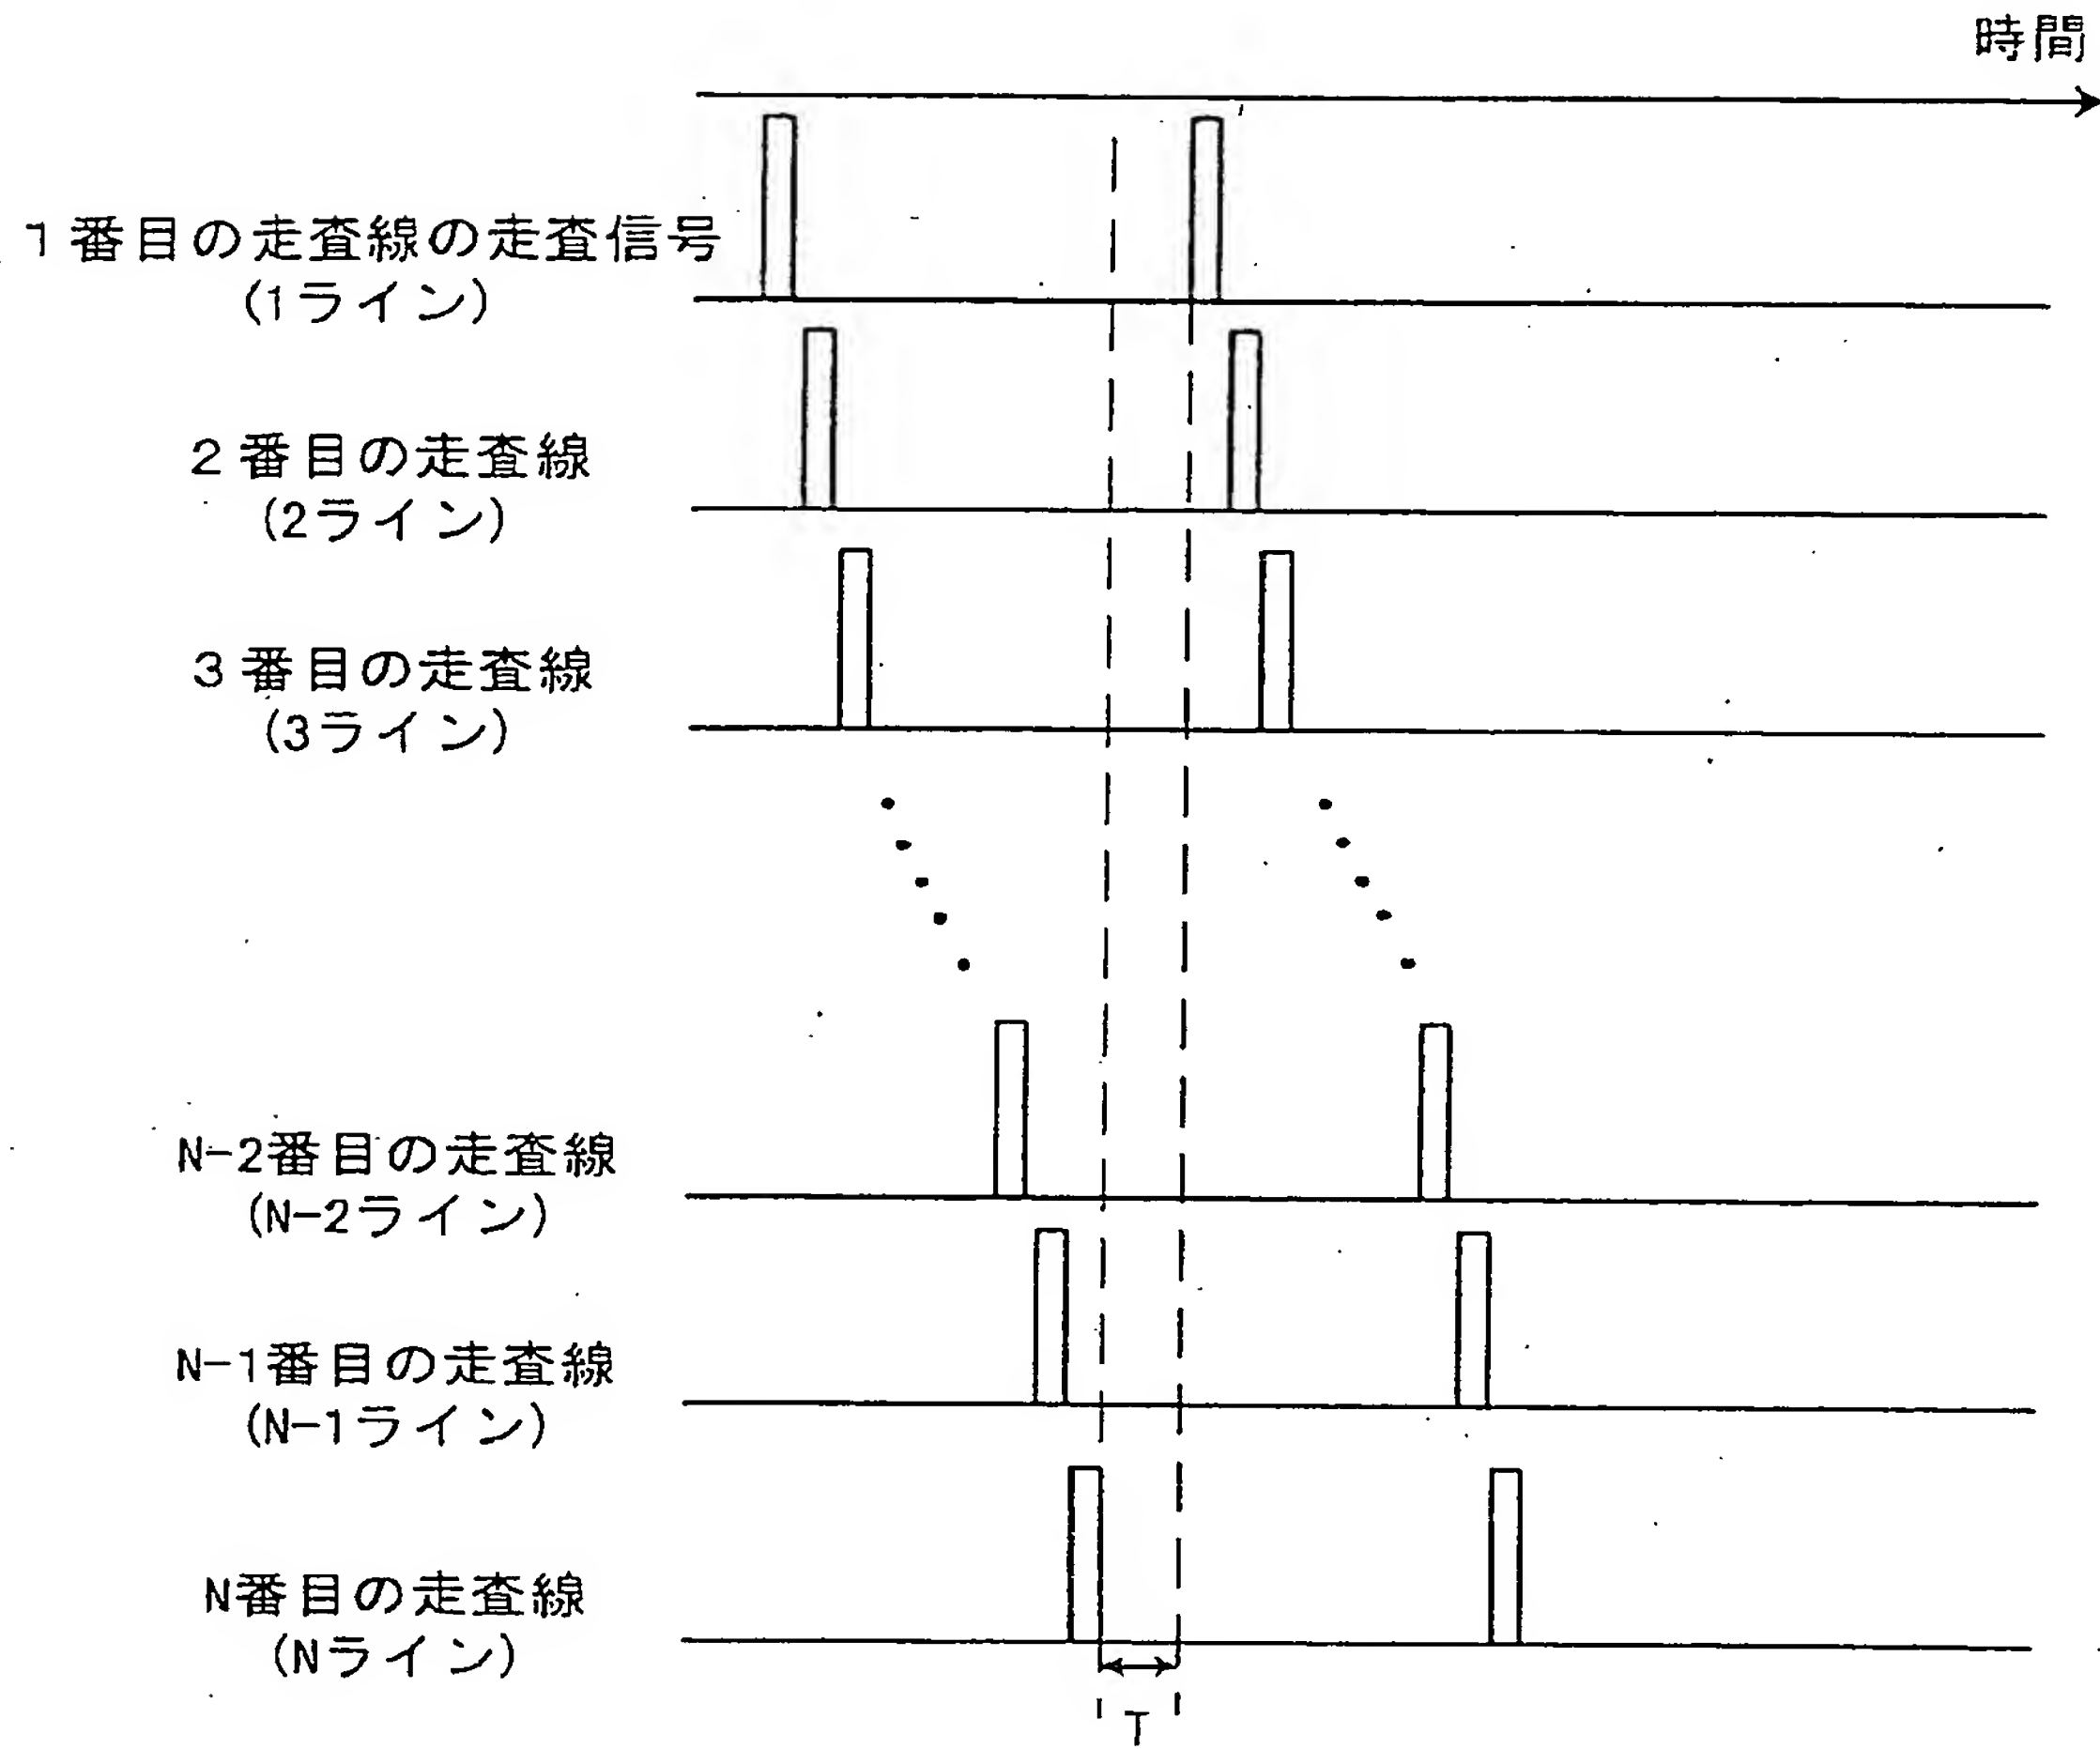 時間
1番目の走査線の走査信号
(1ライン)
2番目の走査線
(2ライン)
3番目の走査線
(3ライン)
N-2番目の走査線
(N-2ライン)
N-1番目の走査線
(N-1ライン)
N番目の走査線
(Nライン)
T